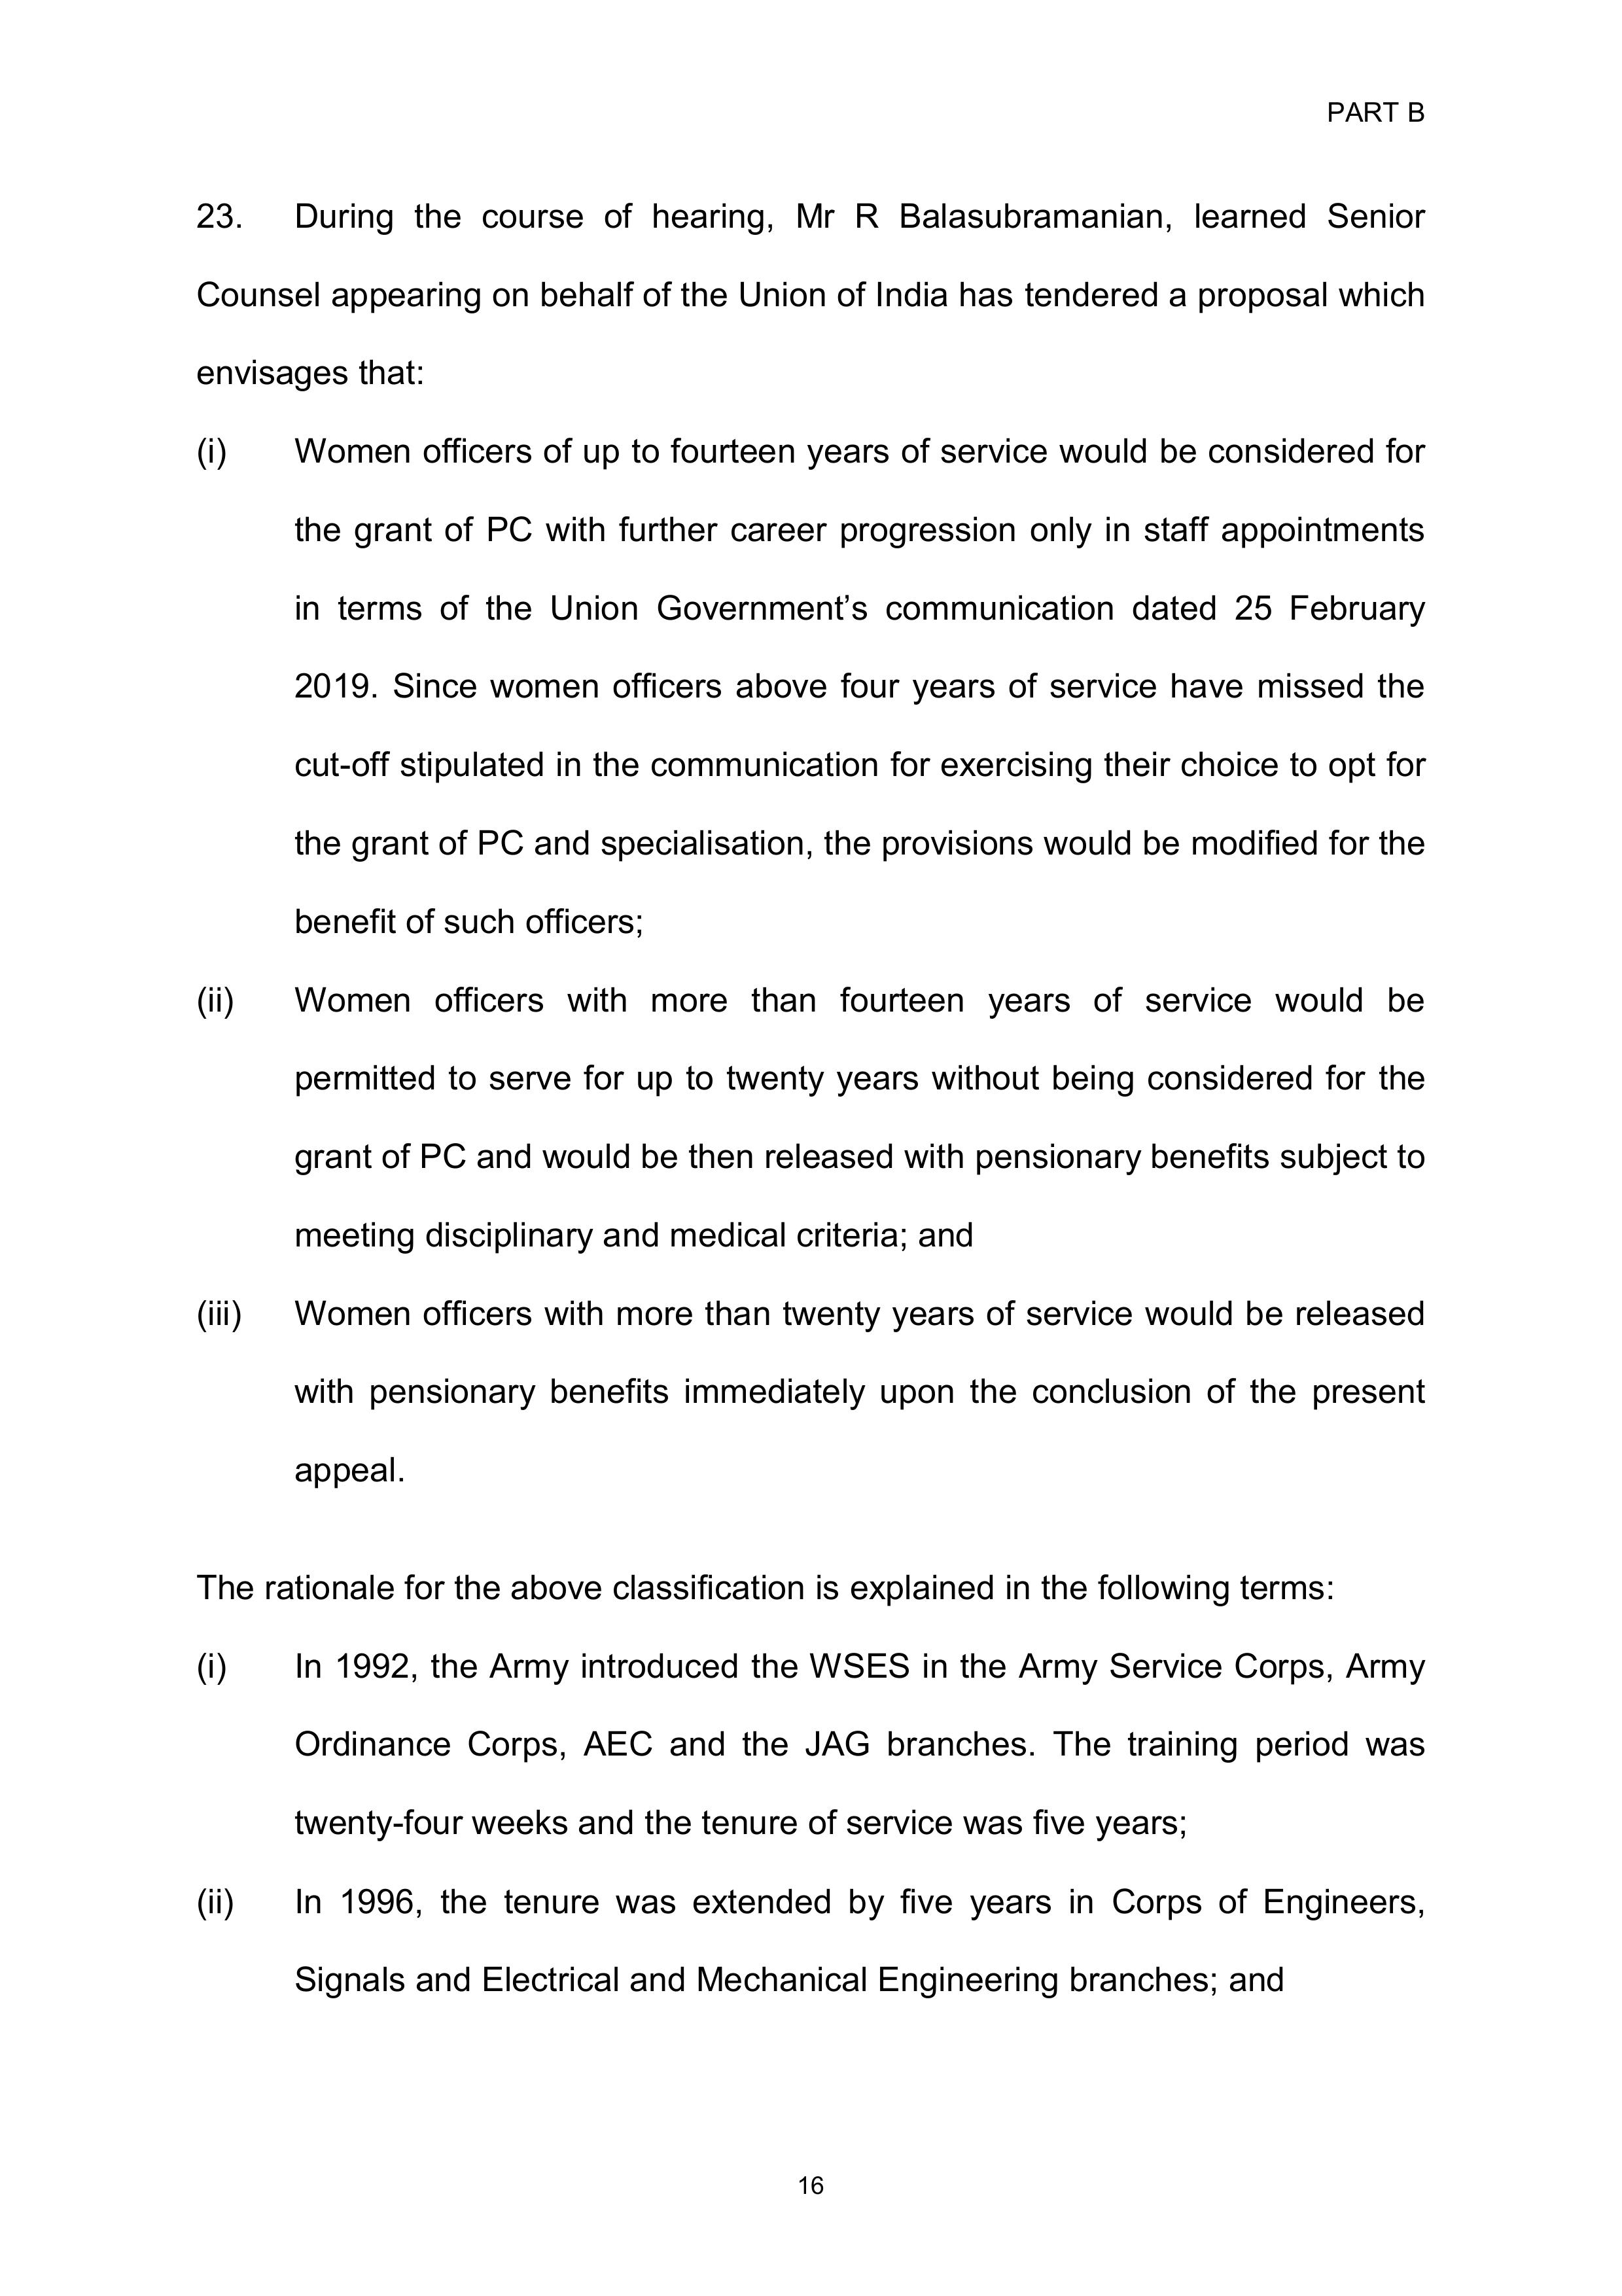 PART B
23. During the course of hearing, Mr R Balasubramanian, learned Senior
Counsel appearing on behalf of the Union of India has tendered a proposal which
envisages that:
(i) Women officers of up to fourteen years of service would be considered for
the grant of PC with further career progression only in staff appointments
in terms of the Union Government’s communication dated 25 February
2019. Since women officers above four years of service have missed the
cut-off stipulated in the communication for exercising their choice to opt for
the grant of PC and specialisation, the provisions would be modified for the
benefit of such officers;
(ii) Women officers with more than fourteen years of service would be
permitted to serve for up to twenty years without being considered for the
grant of PC and would be then released with pensionary benefits subject to
meeting disciplinary and medical criteria; and
(iii) Women officers with more than twenty years of service would be released
with pensionary benefits immediately upon the conclusion of the present
appeal.
The rationale for the above classification is explained in the following terms:
(i) In 1992, the Army introduced the WSES in the Army Service Corps, Army
Ordinance Corps, AEC and the JAG branches. The training period was
twenty-four weeks and the tenure of service was five years;
(ii) In 1996, the tenure was extended by five years in Corps of Engineers,
Signals and Electrical and Mechanical Engineering branches; and
16